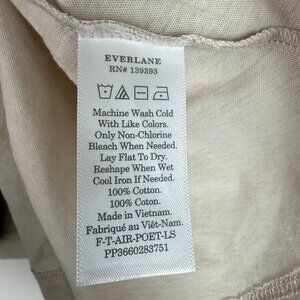 EVERLANE
RN# 139393
Machine Wash Cold
With Like Colors.
Only Non-Chlorine
Bleach When Needed.
Lay Flat To Dry.
Reshape When Wet
Cool Iron If Needed.
100% Cotton.
100% Coton.
Made in Vietnam.
Fabriqué au Viêt-Nam.
F-T-AIR-POET-LS
PP3660283751